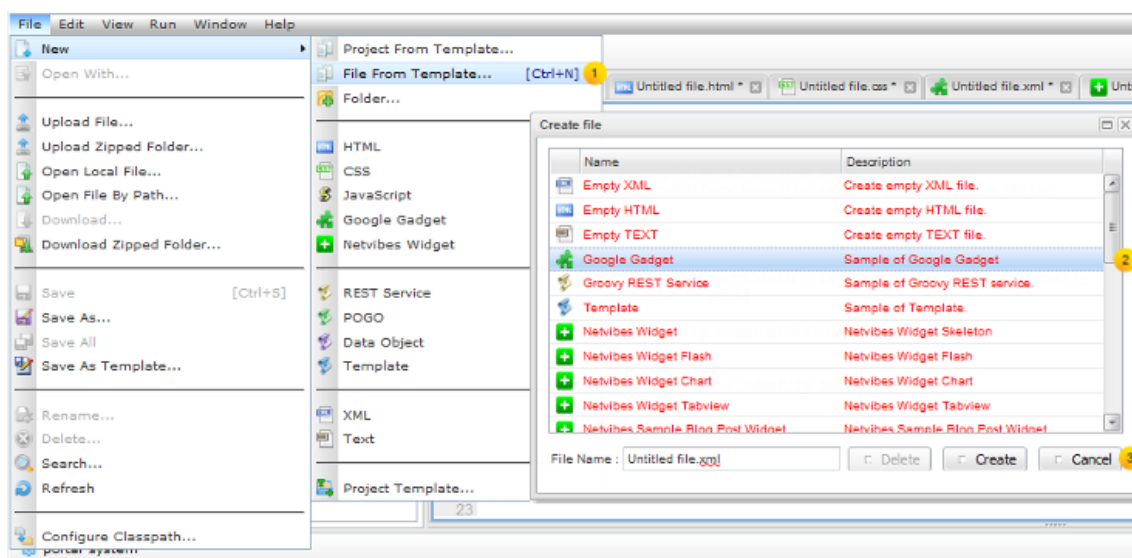 File Edit View Run Window Help
New
Open With...
Upload File...
Upload Zipped Folder...
Open Local File...
Open File By Path...
Download...
Download Zipped Folder...
Save [Ctrl+S]
Save As...
Save All
Save As Template...
Rename...
Delete...
Search...
Refresh
Configure Classpath...
portal system
Project From Template...
File From Template... [Ctrl+N] 1
Folder...
HTML
CSS
JavaScript
Google Gadget
Netvibes Widget
REST Service
POGO
Data Object
Template
XML
Text
Project Template...
23
Untitled file.html * Untitled file.css * Untitled file.xml * Unt
Create file
Name Description
Empty XML Create empty XML file.
Empty HTML Create empty HTML file.
Empty TEXT Create empty TEXT file.
Google Gadget Sample of Google Gadget 2
Groovy REST Service Sample of Groovy REST service.
Template Sample of Template.
Netvibes Widget Netvibes Widget Skeleton
Netvibes Widget Flash Netvibes Widget Flash
Netvibes Widget Chart Netvibes Widget Chart
Netvibes Widget Tabview Netvibes Widget Tabview
Netvibes Sample Blog Post Widget Netvibes Sample Blog Post Widget
File Name : Untitled file.xml Delete Create Cancel 3